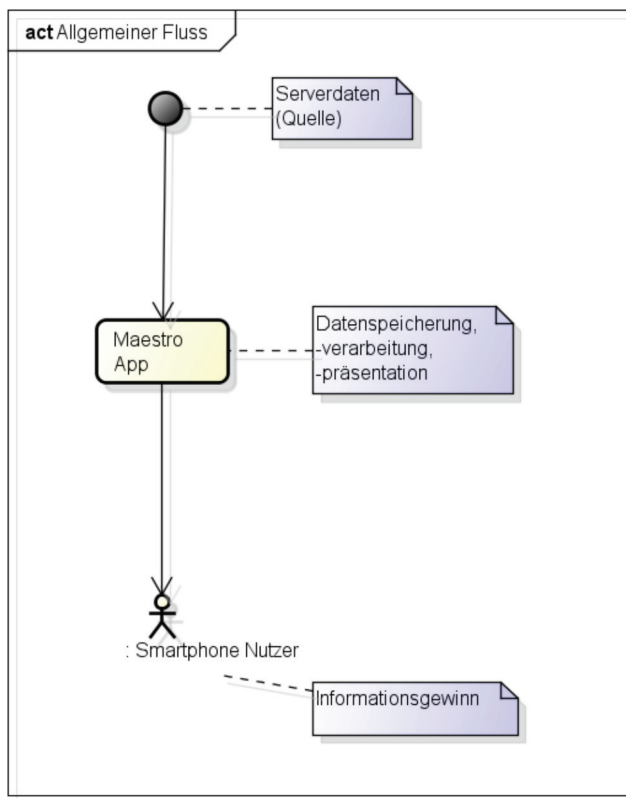 act Allgemeiner Fluss
Serverdaten
(Quelle)
Maestro
App
Datenspeicherung,
-verarbeitung,
-präsentation
: Smartphone Nutzer
Informationsgewinn